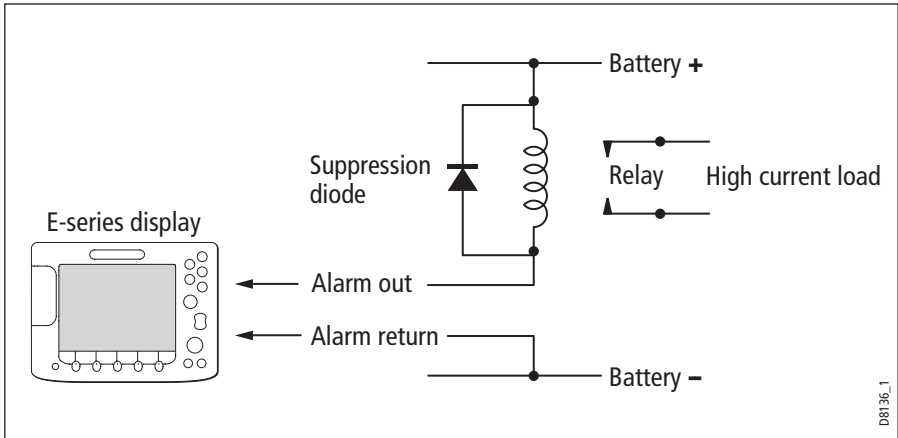 Battery +
Suppression
diode
Relay
High current load
E-series display
Alarm out
Alarm return
Battery –
D8136_1